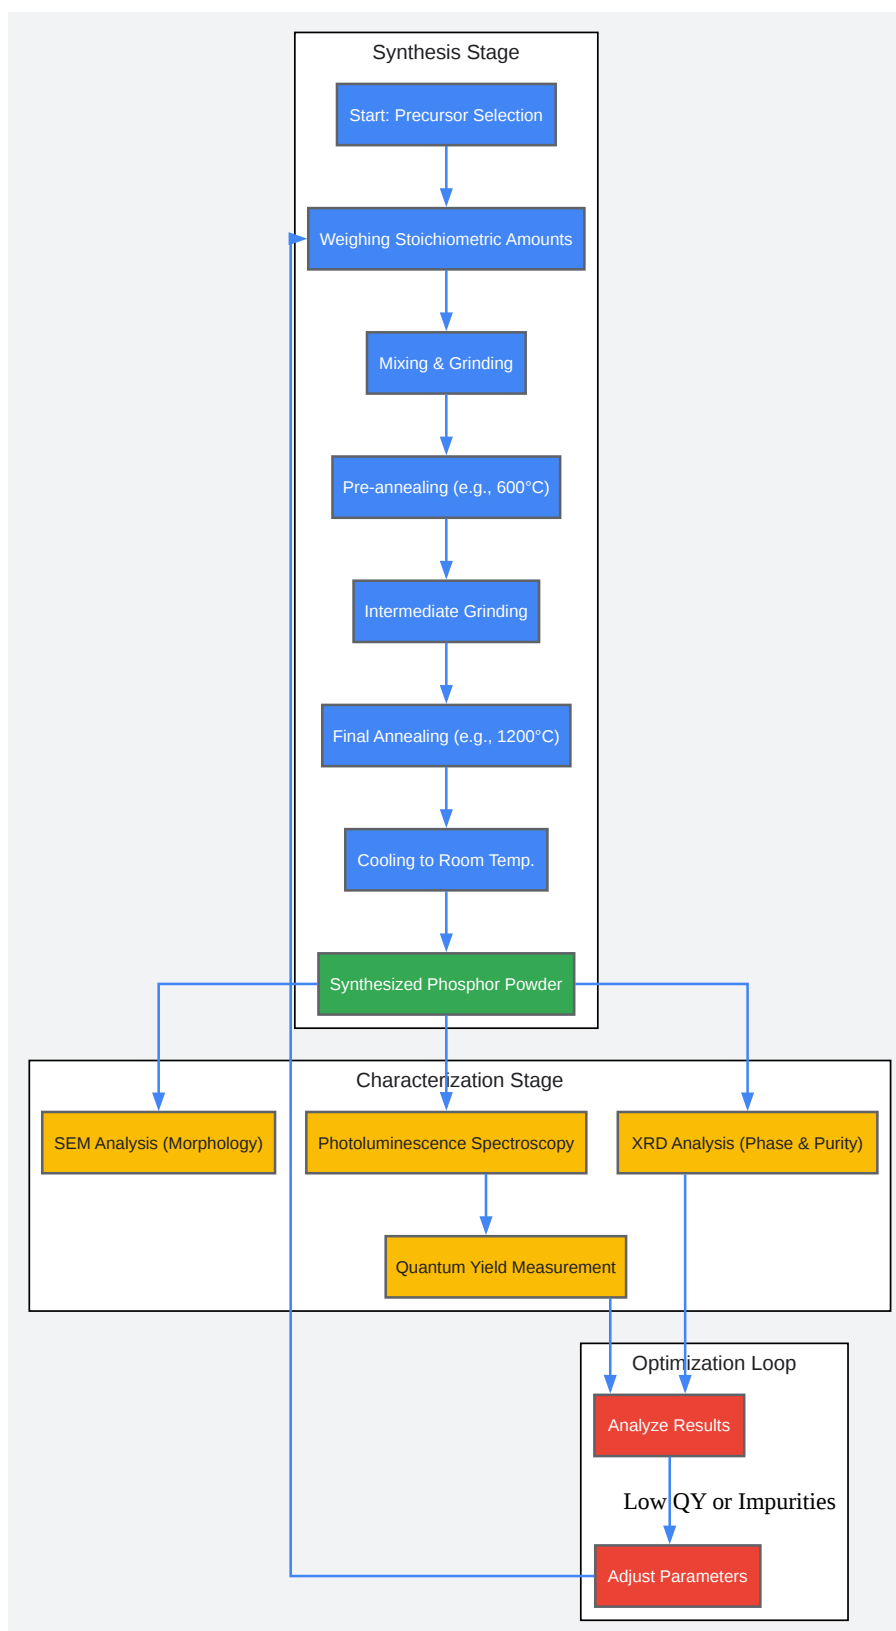 Synthesis Stage
Start: Precursor Selection
Weighing Stoichiometric Amounts
Mixing & Grinding
Pre-annealing (e.g., 600°C)
Intermediate Grinding
Final Annealing (e.g., 1200°C)
Cooling to Room Temp.
Synthesized Phosphor Powder
Characterization Stage
SEM Analysis (Morphology)
Photoluminescence Spectroscopy
XRD Analysis (Phase & Purity)
Quantum Yield Measurement
Optimization Loop
Analyze Results
Low QY or Impurities
Adjust Parameters